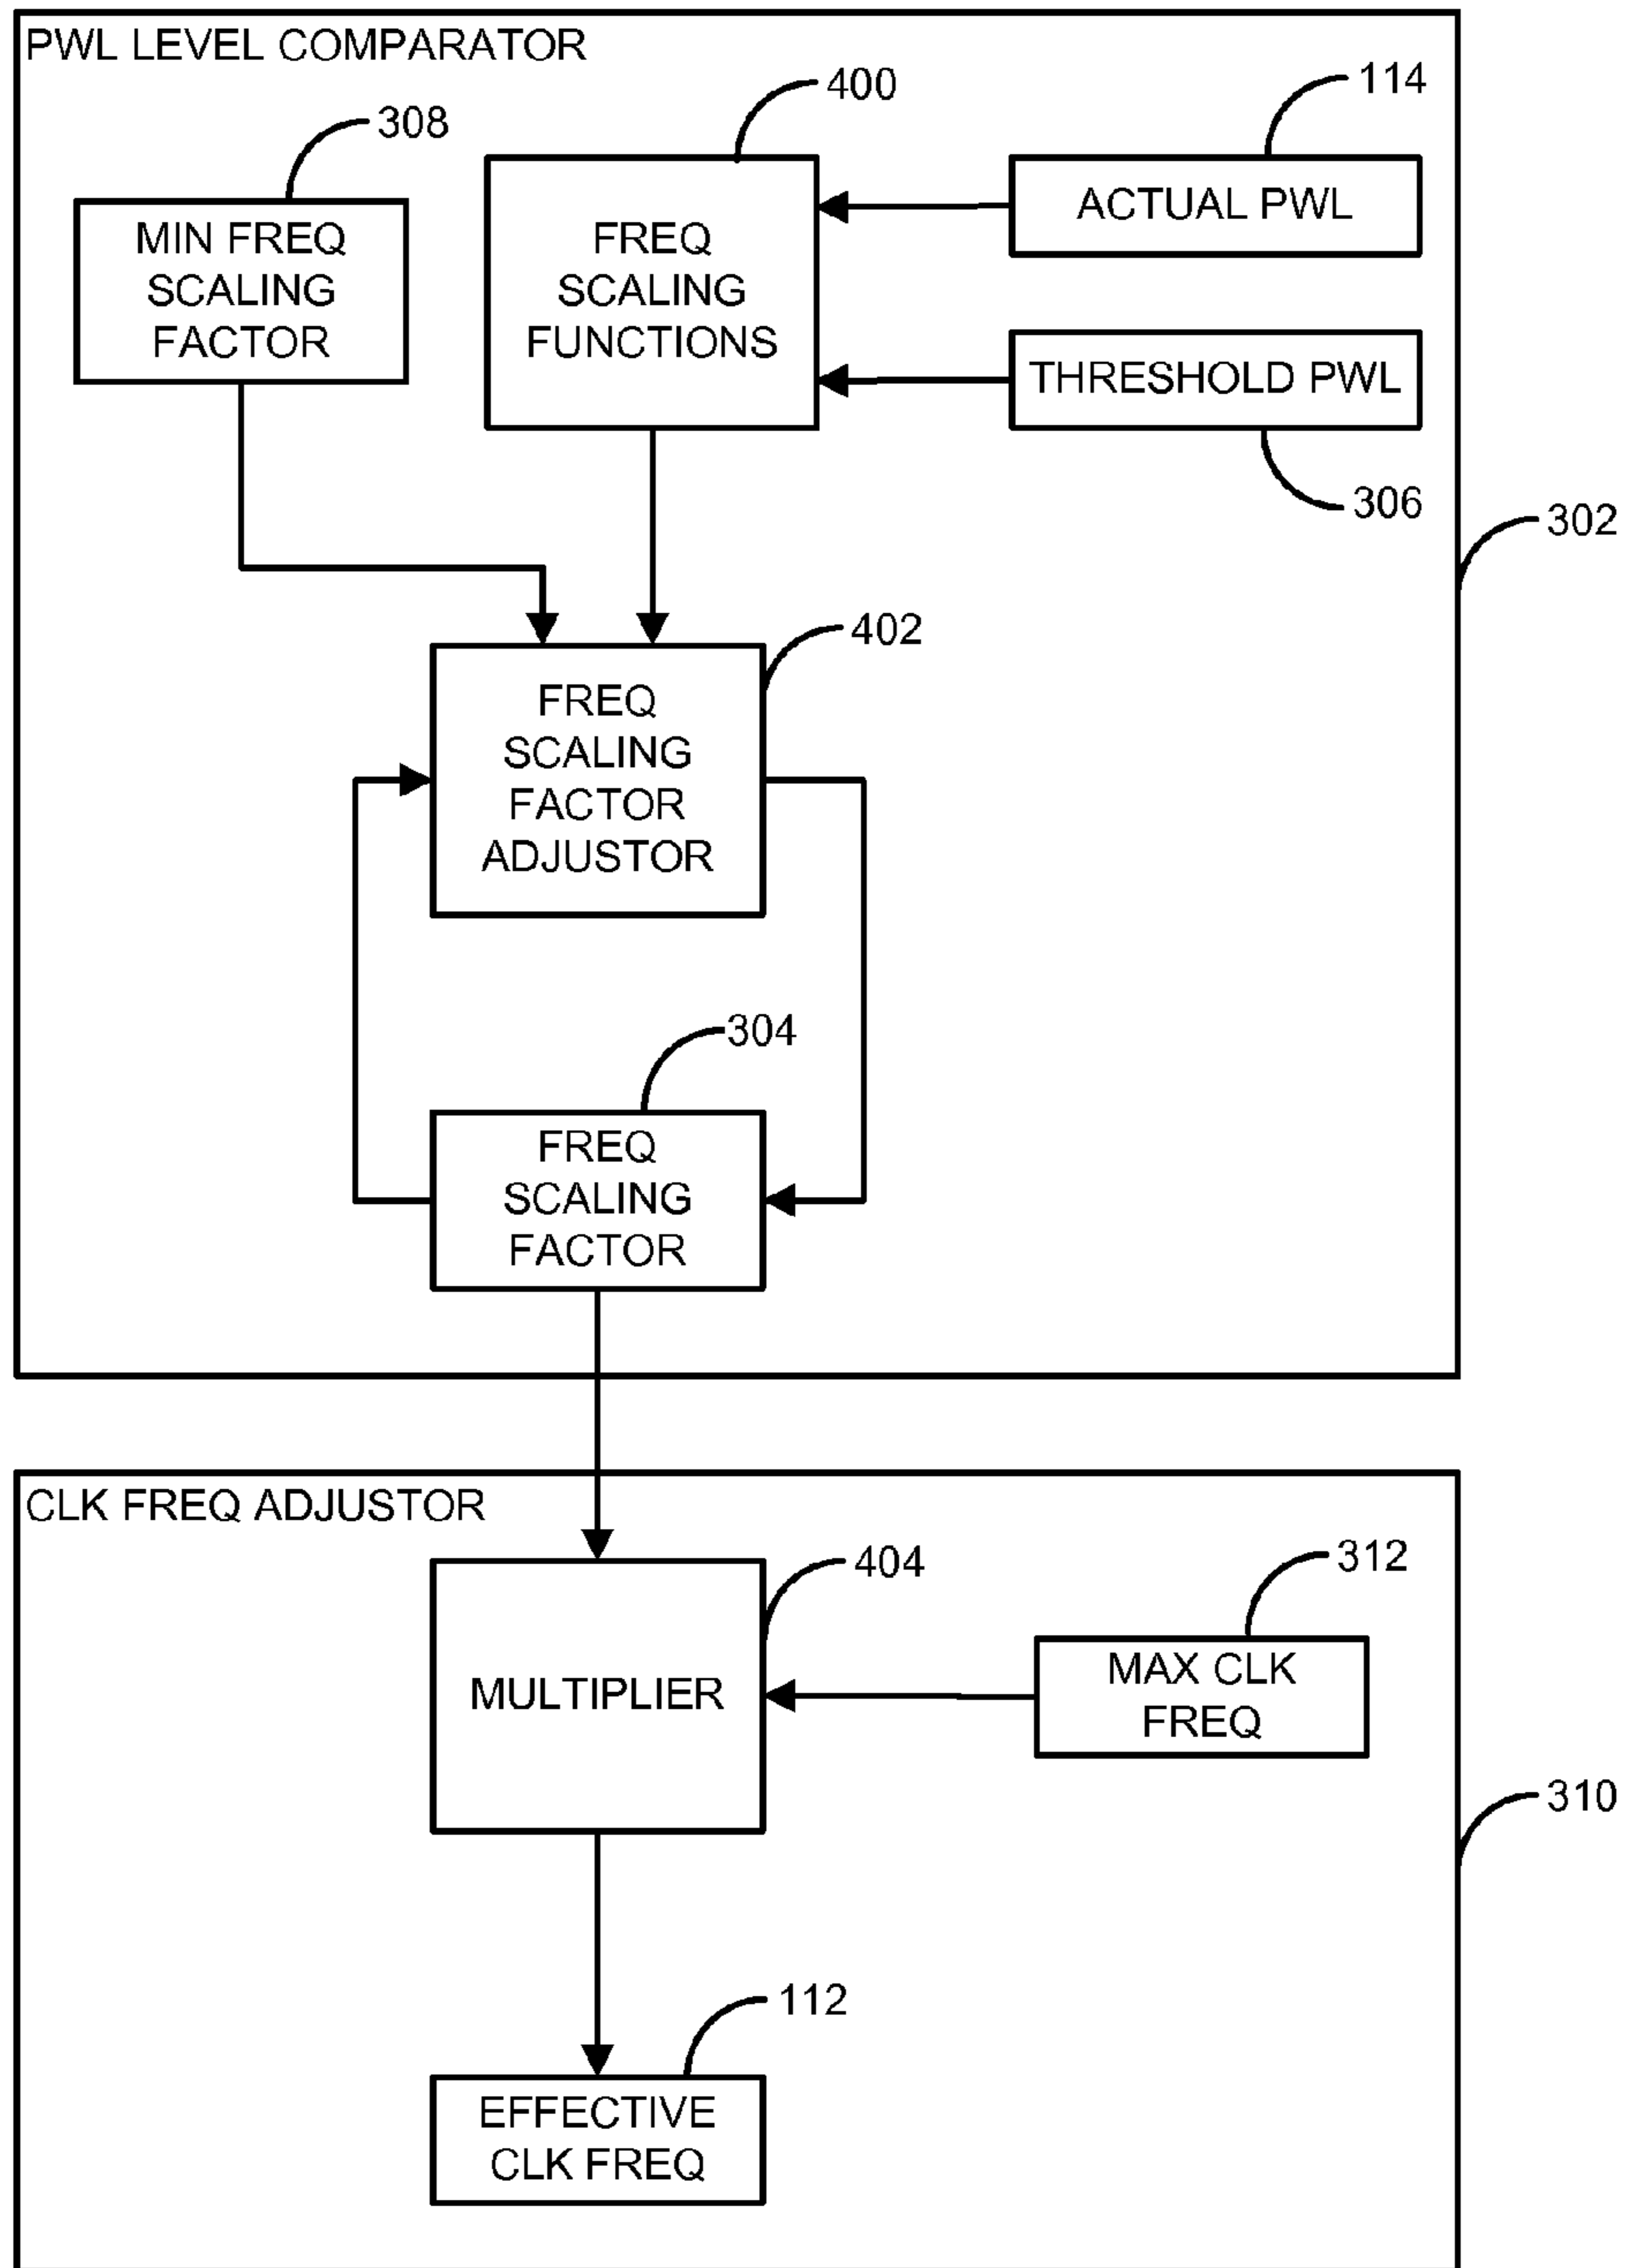 PWL LEVEL COMPARATOR
400
114
308
MIN FREQ
SCALING
FACTOR
FREQ
SCALING
FUNCTIONS
ACTUAL PWL
THRESHOLD PWL
306
302
402
FREQ
SCALING
FACTOR
ADJUSTOR
304
FREQ
SCALING
FACTOR
CLK FREQ ADJUSTOR
404
312
MULTIPLIER
MAX CLK
FREQ
310
112
EFFECTIVE
CLK FREQ